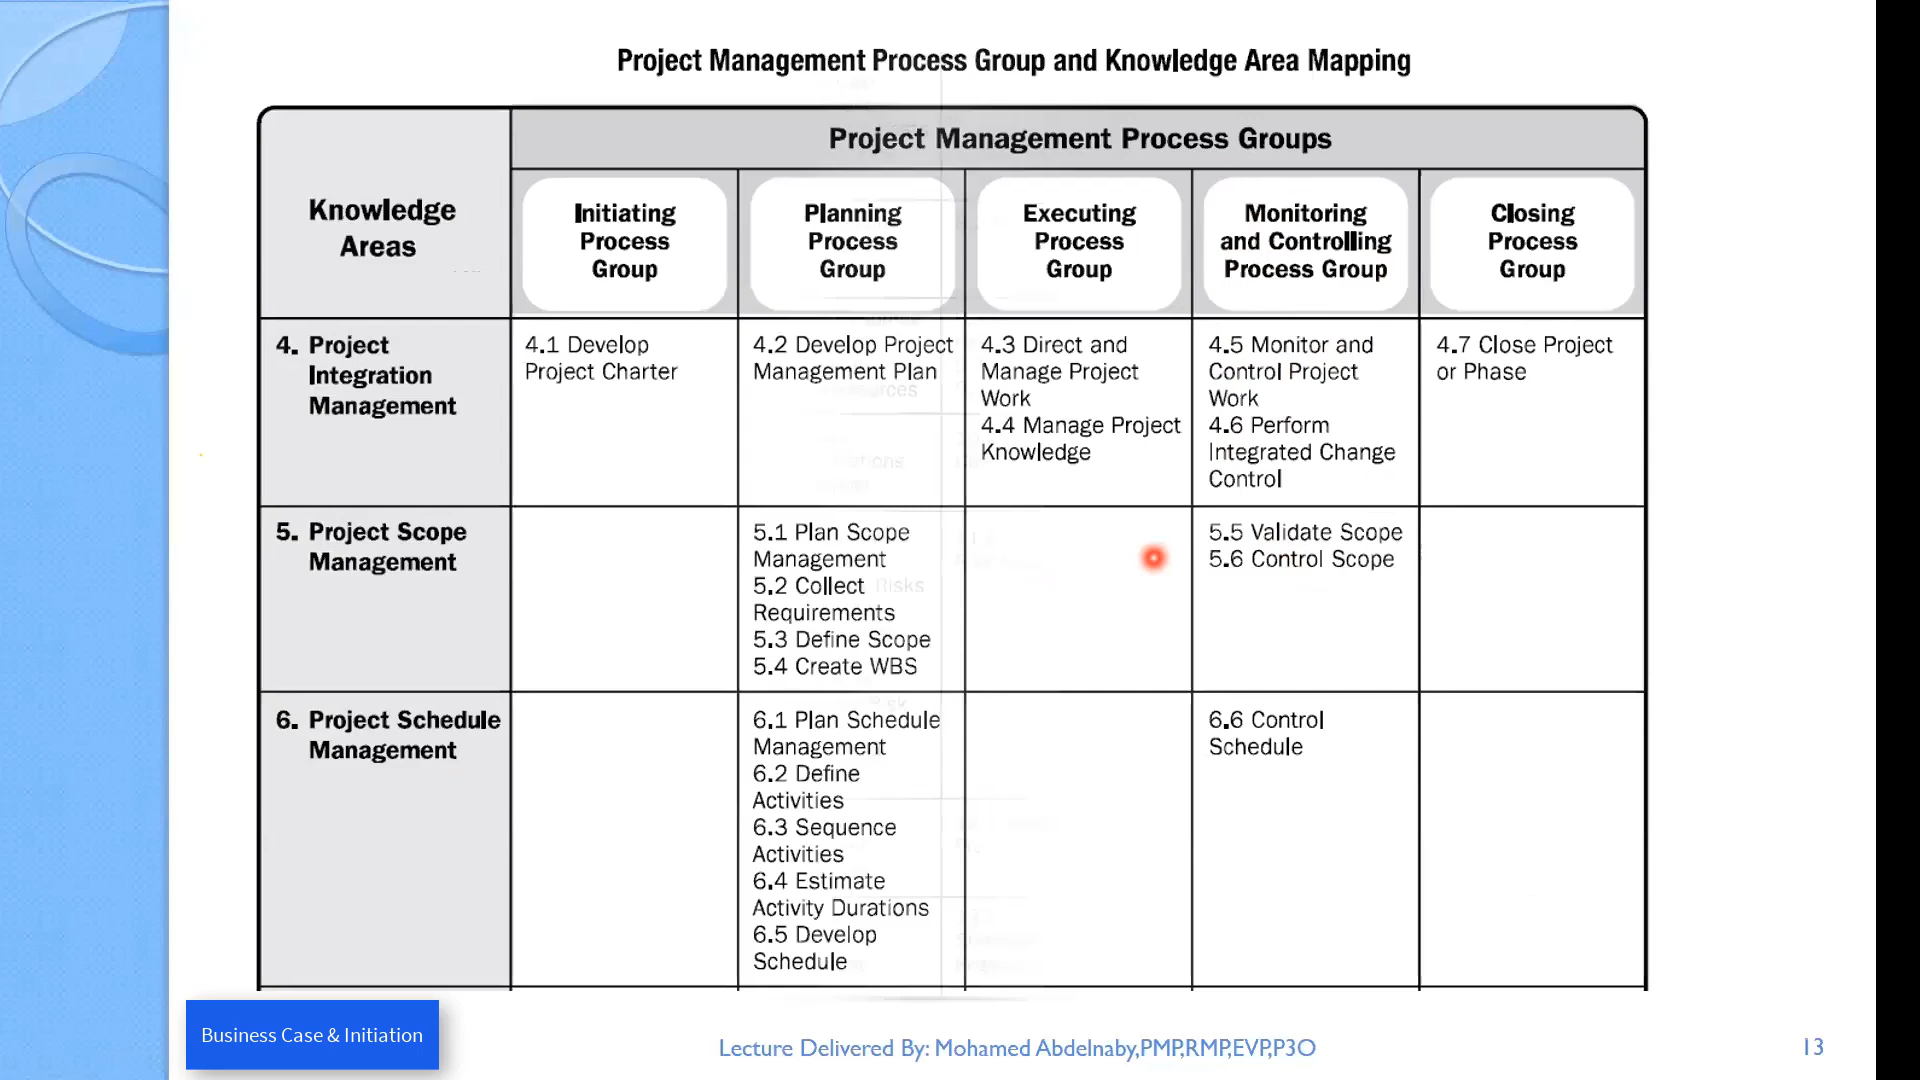 Project Management Process Group and Knowledge Area Mapping
Project Management Process Groups
Knowledge
Areas
Initiating
Process
Group
Planning
Process
Group
Executing
Process
Group
Monitoring
and Controlling
Process Group
Closing
Process
Group
4. Project
Integration
Management
4.1 Develop
Project Charter
4.2 Develop Project
Management Plan
4.3 Direct and
Manage Project
Work
4.4 Manage Project
Knowledge
4.5 Monitor and
Control Project
Work
4.6 Perform
Integrated Change
Control
4.7 Close Project
or Phase
5. Project Scope
Management
5.1 Plan Scope
Management
5.2 Collect
Requirements
5.3 Define Scope
5.4 Create WBS
5.5 Validate Scope
5.6 Control Scope
6. Project Schedule
Management
6.1 Plan Schedule
Management
6.2 Define
Activities
6.3 Sequence
Activities
6.4 Estimate
Activity Durations
6.5 Develop
Schedule
6.6 Control
Schedule
Business Case & Initiation
Lecture Delivered By: Mohamed Abdelnaby,PMP,RMP,EVP,P3O
13